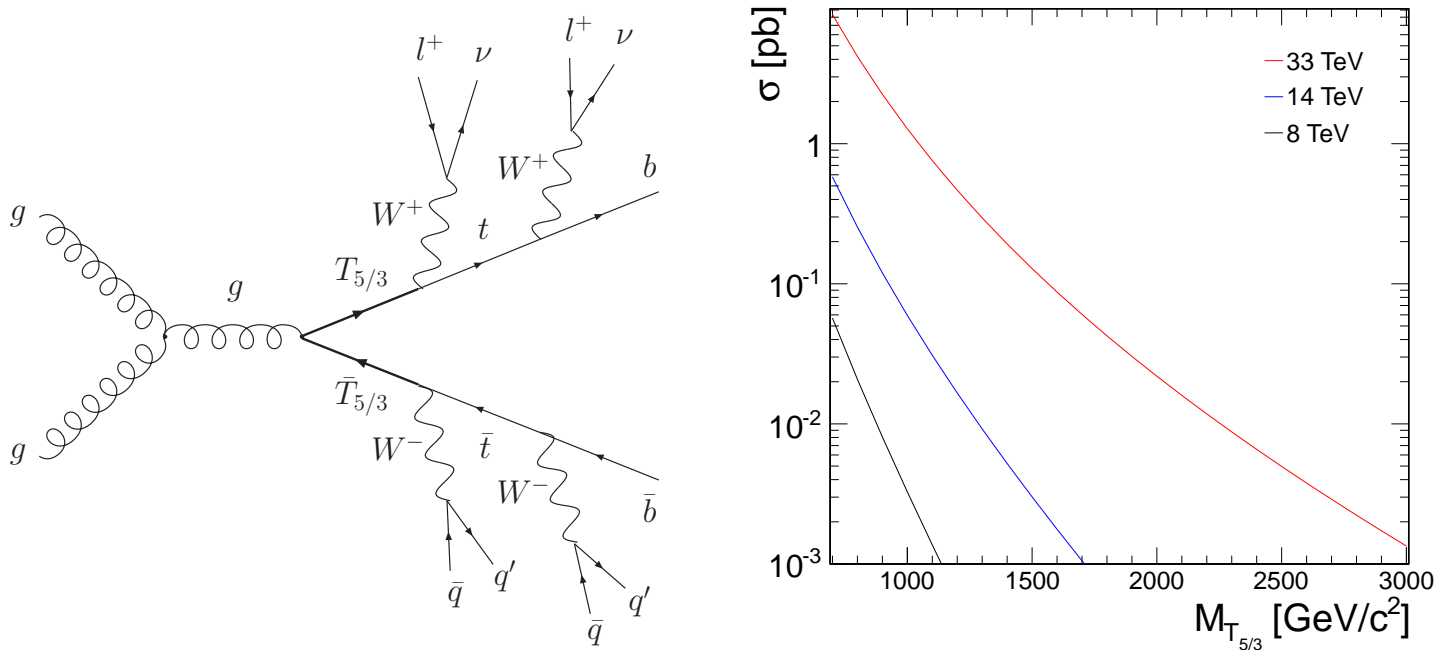 l⁺
ν
l⁺
ν
W⁺
W⁺
b
g
t
T₅/₃
g
T̄₅/₃
g
W⁻
t̄
W⁻
b̄
q̄
q′
q̄
q′
σ [pb]
33 TeV
14 TeV
8 TeV
1
10⁻¹
10⁻²
10⁻³
1000 1500 2000 2500 3000
M_T₅/₃ [GeV/c²]